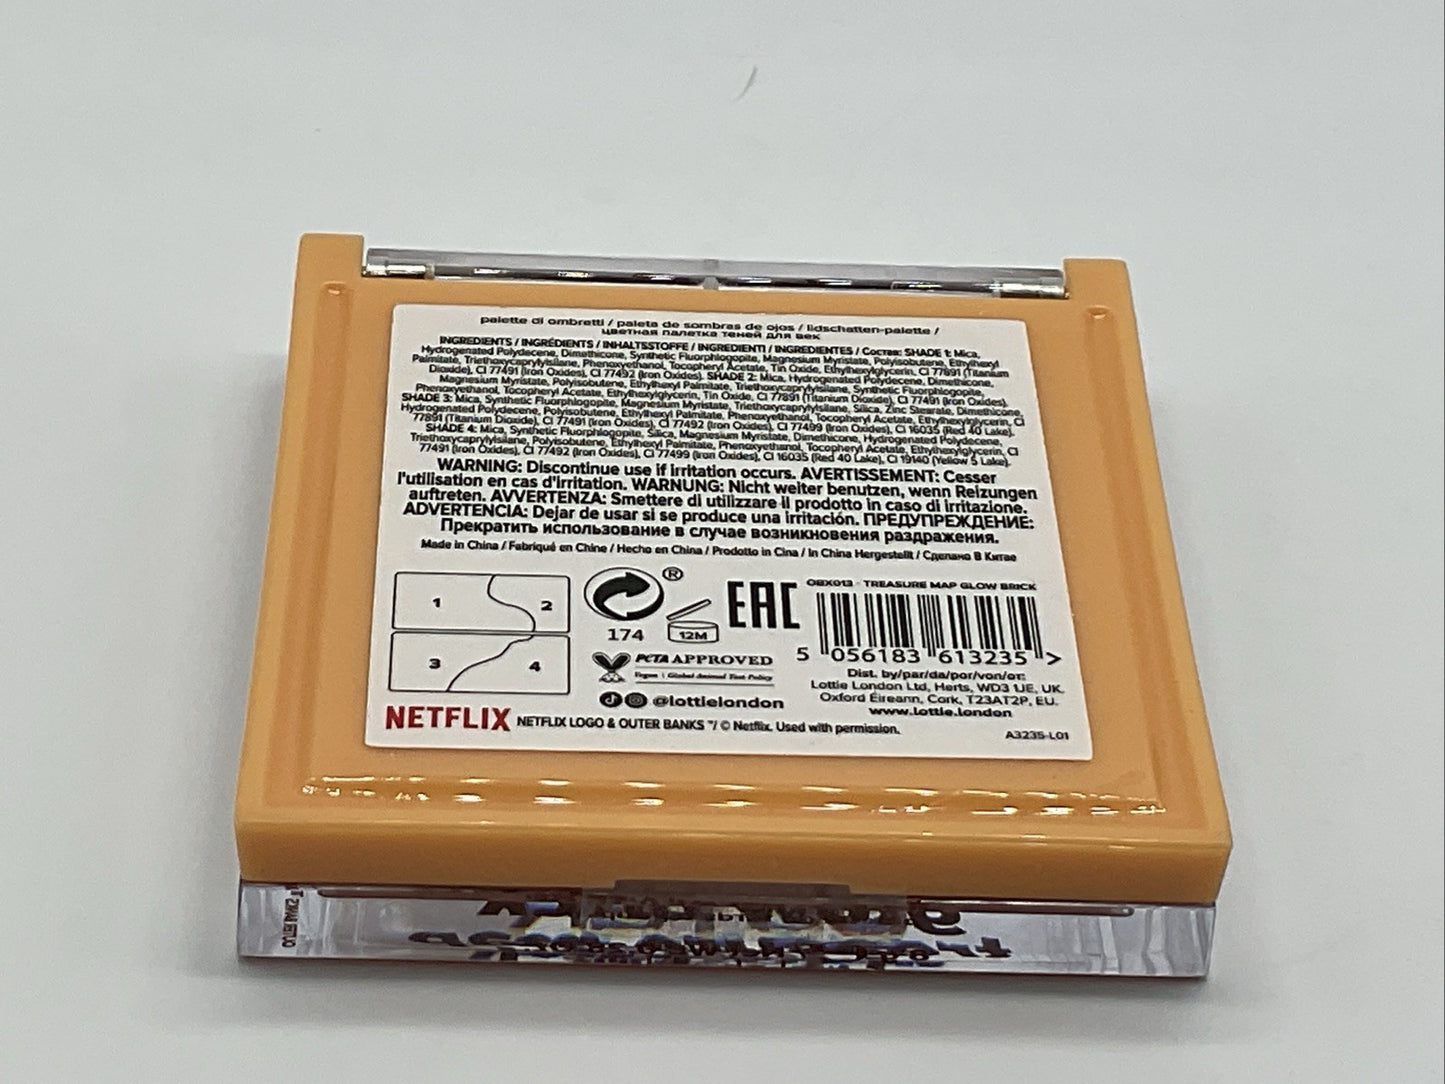 palette di ombretti / paleta de sombras de ojos / lidschatten-palette /
цветная палетка теней для век
INGREDIENTS / INGRÉDIENTS / INHALTSSTOFFE / INGREDIENTI / INGREDIENTES / Состав: SHADE 1: Mica,
Hydrogenated Polydecene, Dimethicone, Synthetic Fluorphlogopite, Magnesium Myristate, Polyisobutene, Ethylhexyl
Palmitate, Triethoxycaprylylsilane, Phenoxyethanol, Tocopheryl Acetate, Tin Oxide, Ethylhexylglycerin, CI 77891 (Titanium
Dioxide), CI 77491 (Iron Oxides), CI 77492 (Iron Oxides). SHADE 2: Mica, Hydrogenated Polydecene, Dimethicone,
Magnesium Myristate, Polyisobutene, Ethylhexyl Palmitate, Triethoxycaprylylsilane, Synthetic Fluorphlogopite,
Phenoxyethanol, Tocopheryl Acetate, Ethylhexylglycerin, Tin Oxide, CI 77891 (Titanium Dioxide), CI 77491 (Iron Oxides).
SHADE 3: Mica, Synthetic Fluorphlogopite, Magnesium Myristate, Triethoxycaprylylsilane, Silica, Zinc Stearate, Dimethicone,
Hydrogenated Polydecene, Polyisobutene, Ethylhexyl Palmitate, Phenoxyethanol, Tocopheryl Acetate, Ethylhexylglycerin, CI
77891 (Titanium Dioxide), CI 77491 (Iron Oxides), CI 77492 (Iron Oxides), CI 77499 (Iron Oxides), CI 16035 (Red 40 Lake).
SHADE 4: Mica, Synthetic Fluorphlogopite, Silica, Magnesium Myristate, Dimethicone, Hydrogenated Polydecene,
Triethoxycaprylylsilane, Polyisobutene, Ethylhexyl Palmitate, Phenoxyethanol, Tocopheryl Acetate, Ethylhexylglycerin, CI
77491 (Iron Oxides), CI 77492 (Iron Oxides), CI 77499 (Iron Oxides), CI 16035 (Red 40 Lake), CI 19140 (Yellow 5 Lake).
WARNING: Discontinue use if irritation occurs. AVERTISSEMENT: Cesser
l'utilisation en cas d'irritation. WARNUNG: Nicht weiter benutzen, wenn Reizungen
auftreten. AVVERTENZA: Smettere di utilizzare il prodotto in caso di irritazione.
ADVERTENCIA: Dejar de usar si se produce una irritación. ПРЕДУПРЕЖДЕНИЕ:
Прекратить использование в случае возникновения раздражения.
Made in China / Fabriqué en Chine / Hecho en China / Prodotto in Cina / In China Hergestellt / Сделано В Китае
1 2
3 4
®
174
12M
EAC
PETA APPROVED
Vegan | Global Animal Test Policy
@lottielondon
OBX013 - TREASURE MAP GLOW BRICK
5 056183 613235 >
Dist. by/par/da/por/von/от:
Lottie London Ltd, Herts, WD3 1JE, UK.
Oxford Éireann, Cork, T23AT2P, EU.
www.lottie.london
NETFLIX NETFLIX LOGO & OUTER BANKS ™/ © Netflix. Used with permission.
A3235-L01